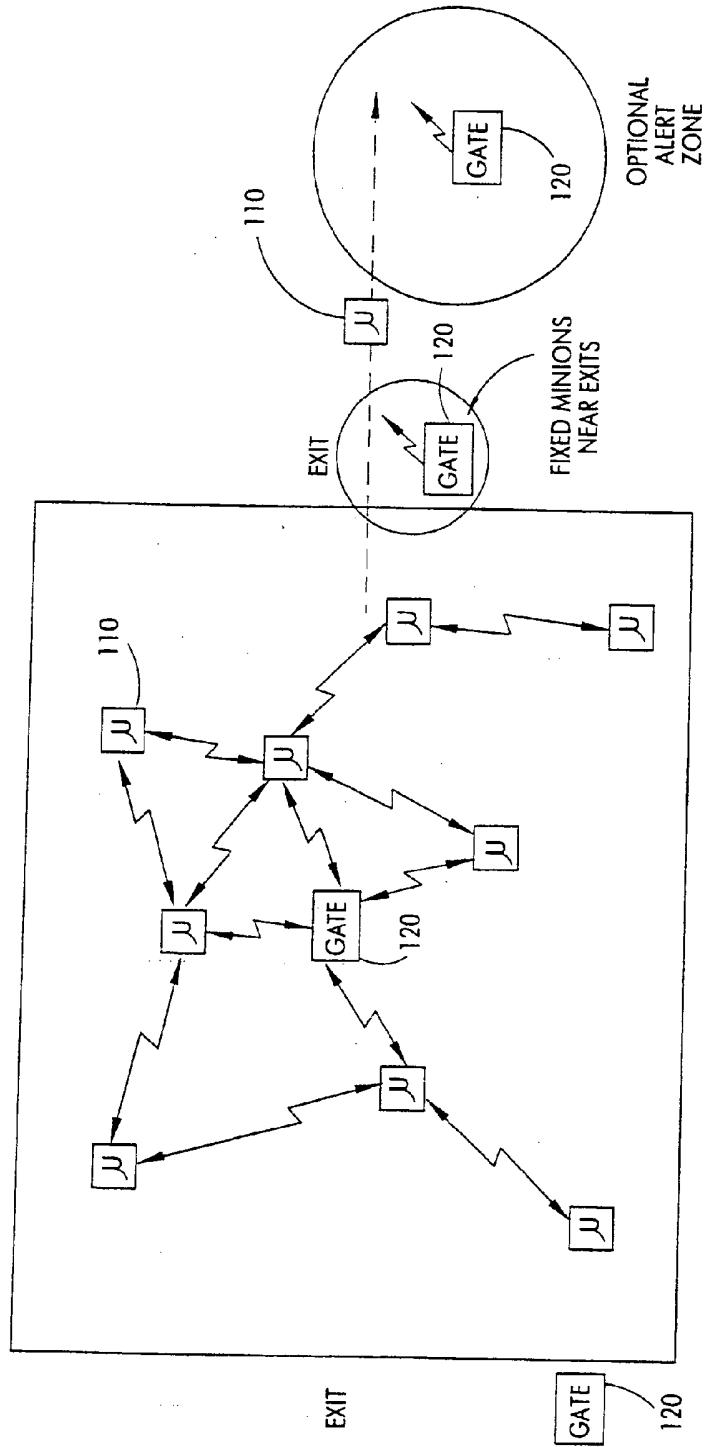 110
μ
μ
μ
110
μ
EXIT
EXIT
GATE
120
μ
μ
μ
120
GATE
GATE
120
μ
FIXED MINIONS
NEAR EXITS
GATE
120
μ
μ
OPTIONAL
ALERT
ZONE
120